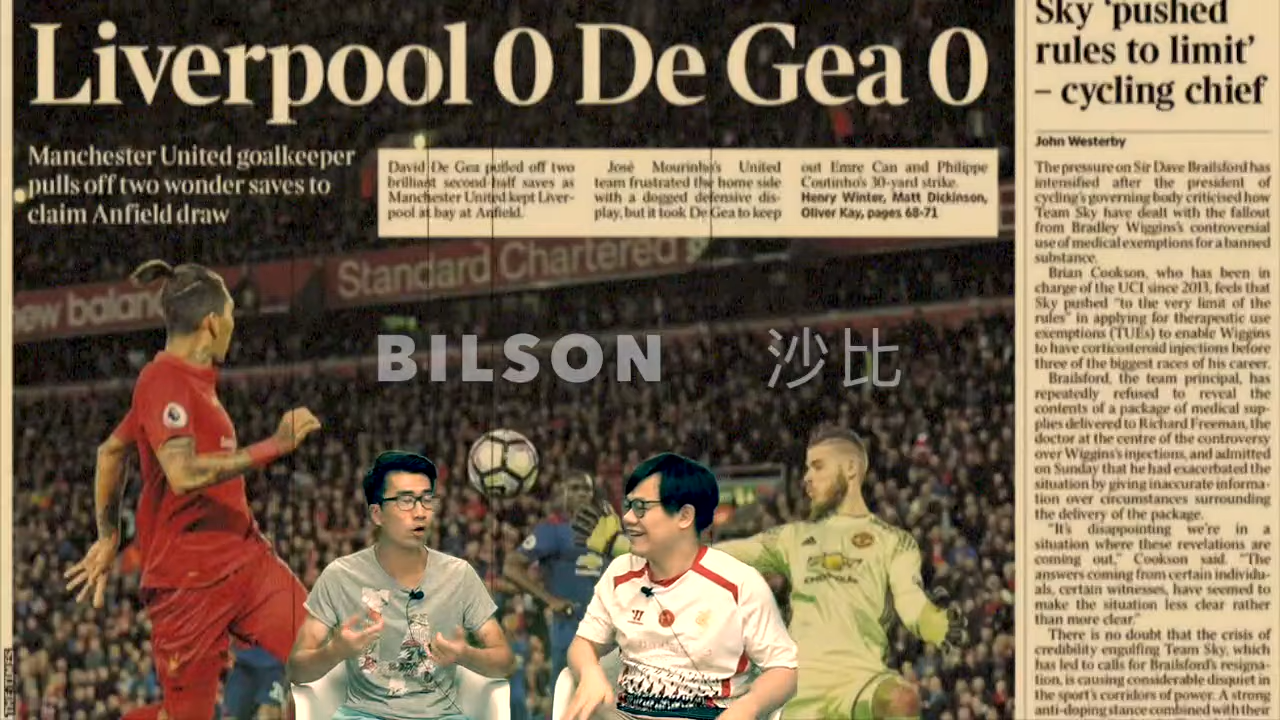 Liverpool 0 De Gea 0
Manchester United goalkeeper
pulls off two wonder saves to
claim Anfield draw
David De Gea pulled off two
brilliant second-half saves as
Manchester United kept Liver-
pool at bay at Anfield.
José Mourinho's United
team frustrated the home side
with a dogged defensive dis-
play, but it took De Gea to keep
out Emre Can and Philippe
Coutinho's 30-yard strike.
Henry Winter, Matt Dickinson,
Oliver Kay, pages 68-71
Sky 'pushed
rules to limit'
– cycling chief
John Westerby
The pressure on Sir Dave Brailsford has
intensified after the president of
cycling's governing body criticised how
Team Sky have dealt with the fallout
from Bradley Wiggins's controversial
use of medical exemptions for a banned
substance.
Brian Cookson, who has been in
charge of the UCI since 2013, feels that
Sky pushed "to the very limit of the
rules" in applying for therapeutic use
exemptions (TUEs) to enable Wiggins
to have corticosteroid injections before
three of the biggest races of his career.
Brailsford, the team principal, has
repeatedly refused to reveal the
contents of a package of medical sup-
plies delivered to Richard Freeman, the
doctor at the centre of the controversy
over Wiggins's injections, and admitted
on Sunday that he had exacerbated the
situation by giving inaccurate informa-
tion over circumstances surrounding
the delivery of the package.
"It's disappointing we're in a
situation where these revelations are
coming out," Cookson said. "The
answers coming from certain individu-
als, certain witnesses, have seemed to
make the situation less clear rather
than more clear."
There is no doubt that the crisis of
credibility engulfing Team Sky, which
has led to calls for Brailsford's resigna-
tion, is causing considerable disquiet in
the sport's corridors of power. A strong
anti-doping stance combined with their
new balance
Standard Chartered
BILSON 沙比
CHEVROLET
THE TIMES